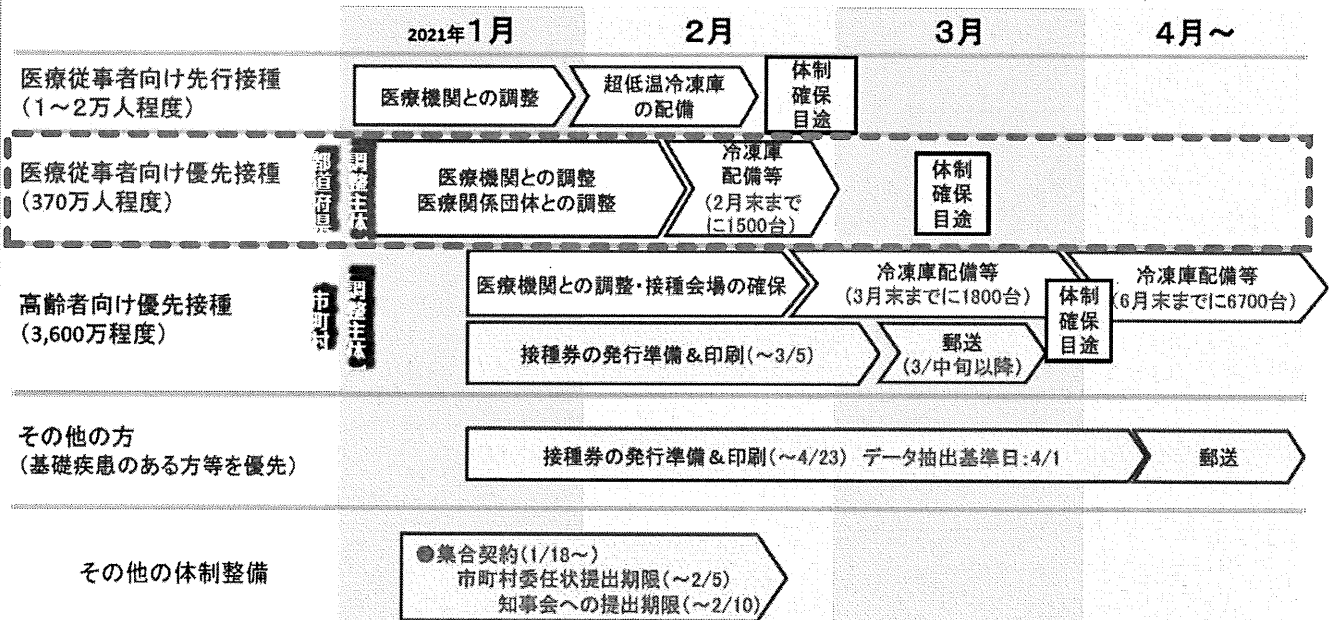 2021年1月
2月
3月
4月～
医療従事者向け先行接種
(1～2万人程度)
医療機関との調整
超低温冷凍庫
の配備
体制
確保
目途
医療従事者向け優先接種
(370万人程度)
都道府県
調整主体
医療機関との調整
医療関係団体との調整
冷凍庫
配備等
(2月末まで
に1500台)
体制
確保
目途
高齢者向け優先接種
(3,600万程度)
市町村
調整主体
医療機関との調整・接種会場の確保
冷凍庫配備等
(3月末までに1800台)
冷凍庫配備等
(6月末までに6700台)
体制
確保
目途
接種券の発行準備＆印刷(～3/5)
郵送
(3/中旬以降)
その他の方
(基礎疾患のある方等を優先)
接種券の発行準備＆印刷(～4/23) データ抽出基準日:4/1
郵送
その他の体制整備
●集合契約(1/18～)
市町村委任状提出期限(～2/5)
知事会への提出期限(～2/10)